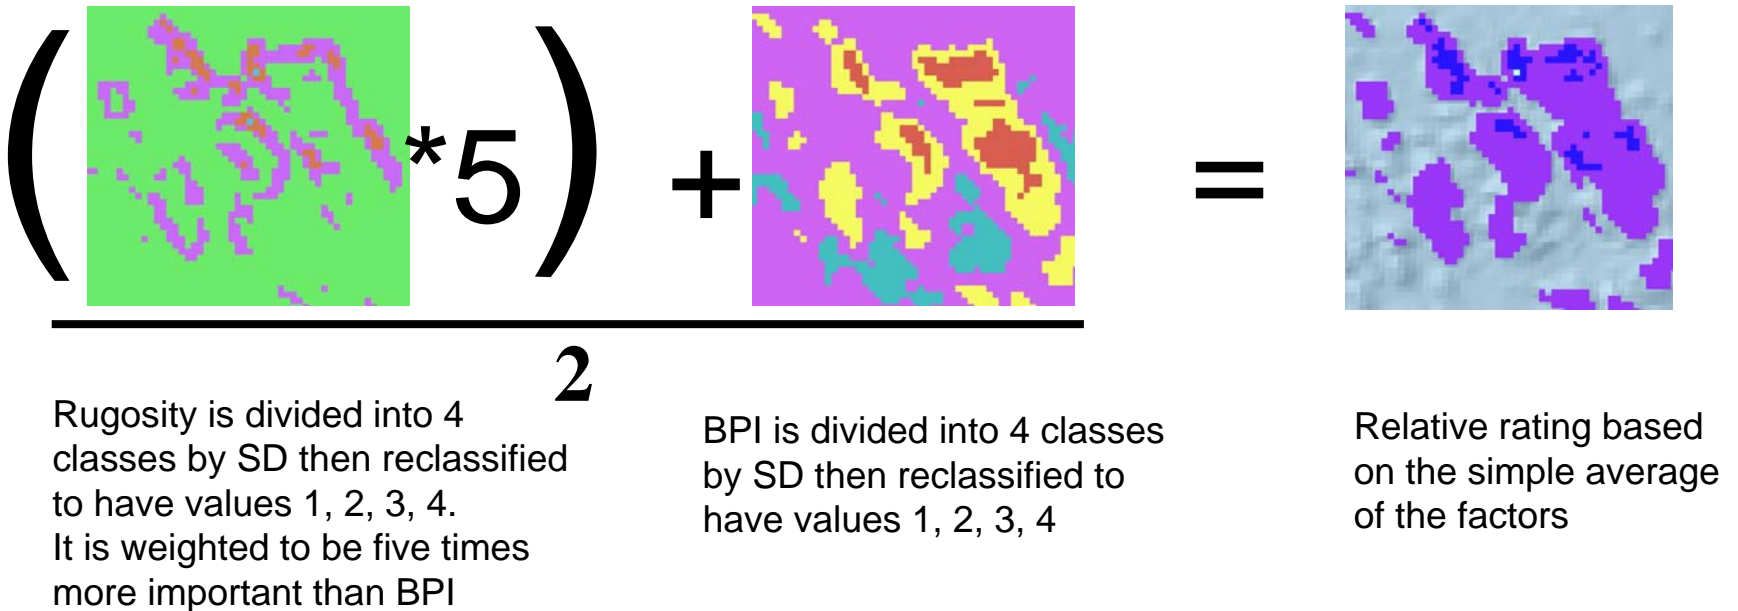 ( *5 ) + =
2
Rugosity is divided into 4
classes by SD then reclassified
to have values 1, 2, 3, 4.
It is weighted to be five times
more important than BPI
BPI is divided into 4 classes
by SD then reclassified to
have values 1, 2, 3, 4
Relative rating based
on the simple average
of the factors